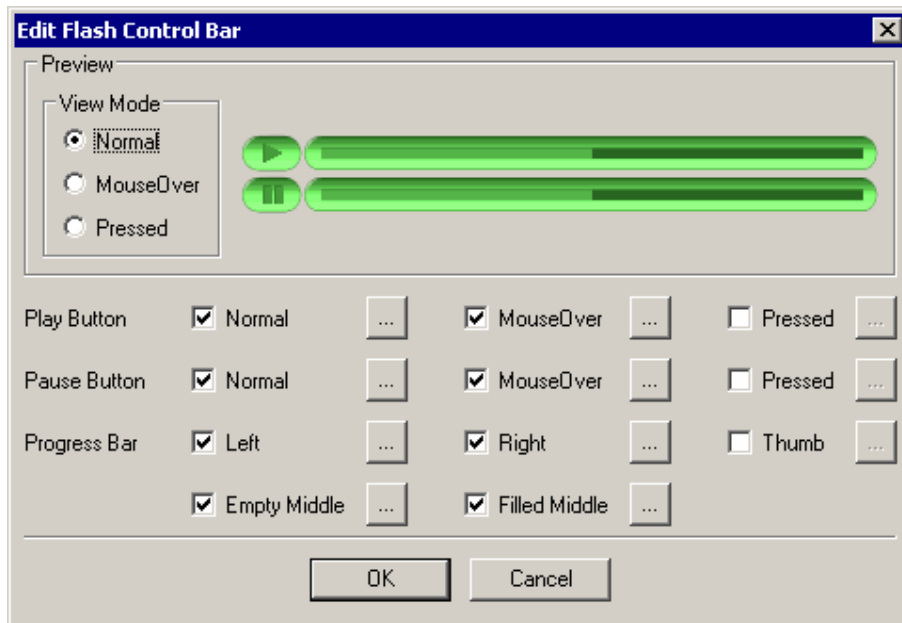 Edit Flash Control Bar
Preview
View Mode
Normal
MouseOver
Pressed
Play Button Normal ... MouseOver ... Pressed ...
Pause Button Normal ... MouseOver ... Pressed ...
Progress Bar Left ... Right ... Thumb ...
Empty Middle ... Filled Middle ...
OK Cancel